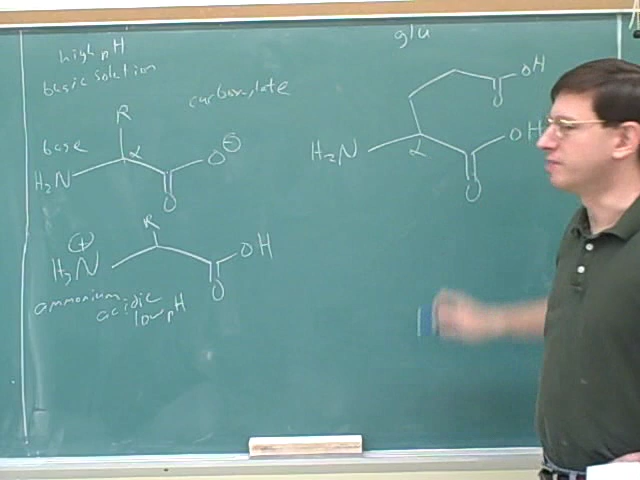 high pH
basic solution
carboxylate
R
base
α
O ⊖
H₂N
O
⊕
R
H₃N
OH
O
ammonium
acidic
low pH
glu
OH
O
H₂N
α
OH
O